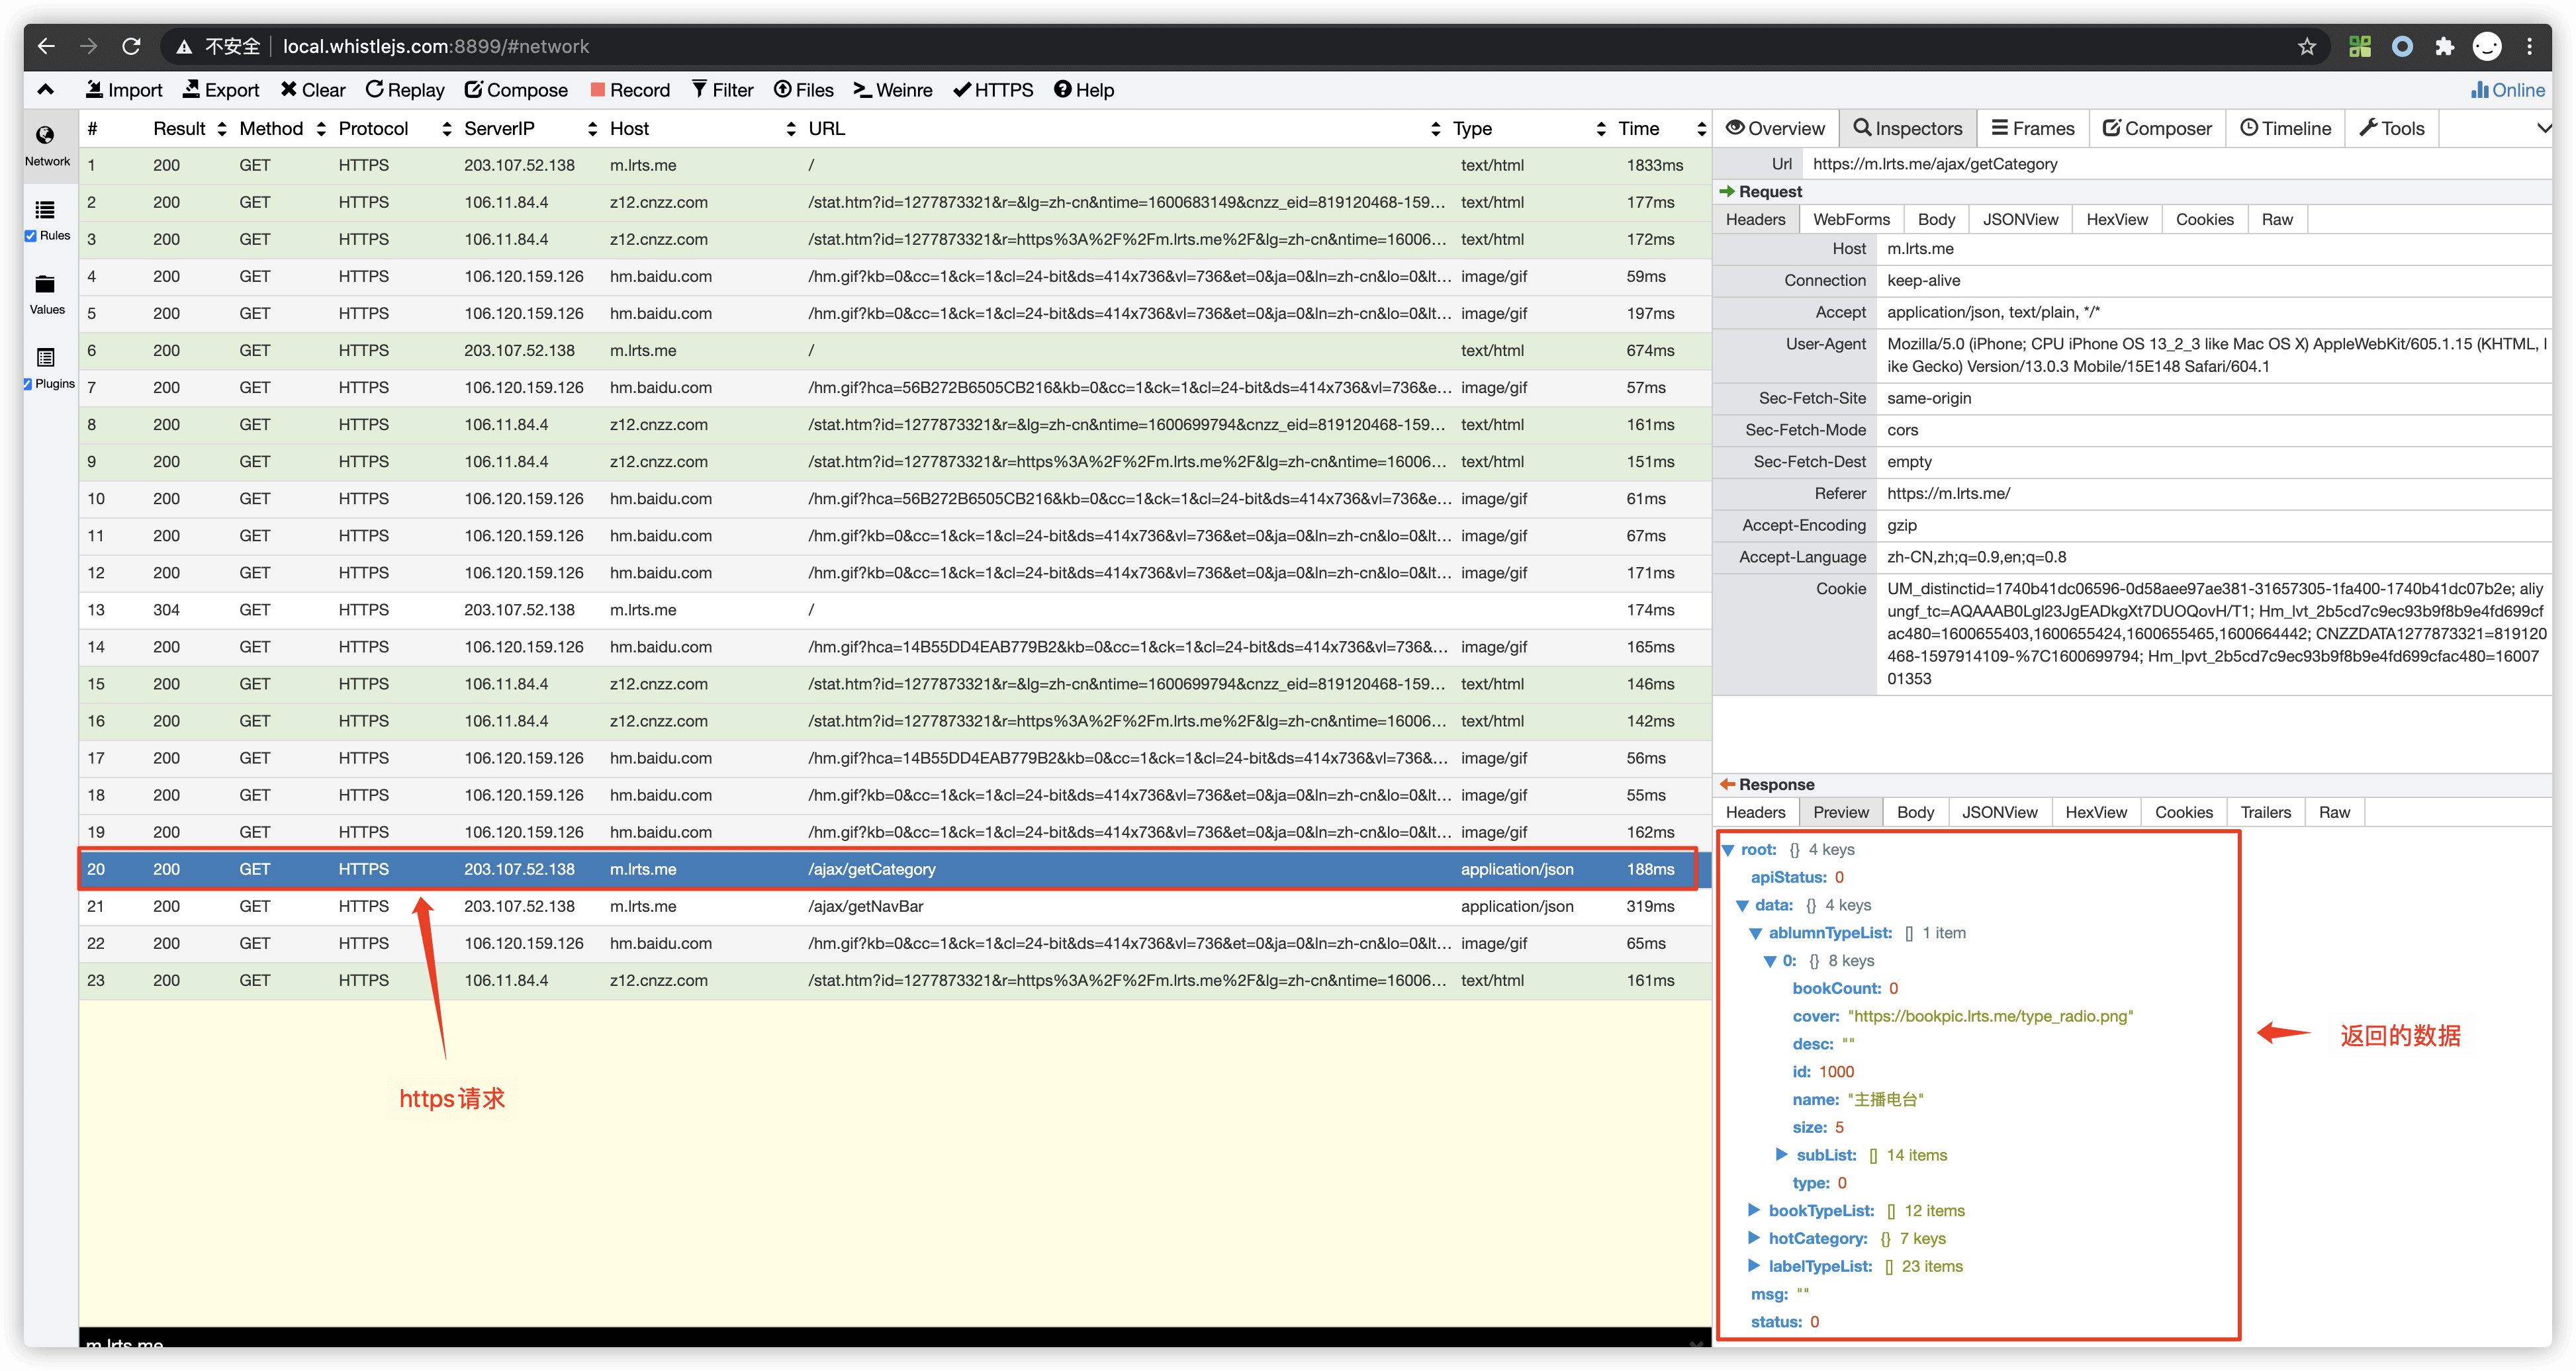 不安全 local.whistlejs.com:8899/#network
Import Export Clear Replay Compose Record Filter Files Weinre HTTPS Help Online
Network
Rules
Values
Plugins
# Result Method Protocol ServerIP Host URL Type Time
1 200 GET HTTPS 203.107.52.138 m.lrts.me / text/html 1833ms
2 200 GET HTTPS 106.11.84.4 z12.cnzz.com /stat.htm?id=1277873321&r=&lg=zh-cn&ntime=1600683149&cnzz_eid=819120468-159... text/html 177ms
3 200 GET HTTPS 106.11.84.4 z12.cnzz.com /stat.htm?id=1277873321&r=https%3A%2F%2Fm.lrts.me%2F&lg=zh-cn&ntime=16006... text/html 172ms
4 200 GET HTTPS 106.120.159.126 hm.baidu.com /hm.gif?kb=0&cc=1&ck=1&cl=24-bit&ds=414x736&vl=736&et=0&ja=0&ln=zh-cn&lo=0&lt... image/gif 59ms
5 200 GET HTTPS 106.120.159.126 hm.baidu.com /hm.gif?kb=0&cc=1&ck=1&cl=24-bit&ds=414x736&vl=736&et=0&ja=0&ln=zh-cn&lo=0&lt... image/gif 197ms
6 200 GET HTTPS 203.107.52.138 m.lrts.me / text/html 674ms
7 200 GET HTTPS 106.120.159.126 hm.baidu.com /hm.gif?hca=56B272B6505CB216&kb=0&cc=1&ck=1&cl=24-bit&ds=414x736&vl=736&e... image/gif 57ms
8 200 GET HTTPS 106.11.84.4 z12.cnzz.com /stat.htm?id=1277873321&r=&lg=zh-cn&ntime=1600699794&cnzz_eid=819120468-159... text/html 161ms
9 200 GET HTTPS 106.11.84.4 z12.cnzz.com /stat.htm?id=1277873321&r=https%3A%2F%2Fm.lrts.me%2F&lg=zh-cn&ntime=16006... text/html 151ms
10 200 GET HTTPS 106.120.159.126 hm.baidu.com /hm.gif?hca=56B272B6505CB216&kb=0&cc=1&ck=1&cl=24-bit&ds=414x736&vl=736&e... image/gif 61ms
11 200 GET HTTPS 106.120.159.126 hm.baidu.com /hm.gif?kb=0&cc=1&ck=1&cl=24-bit&ds=414x736&vl=736&et=0&ja=0&ln=zh-cn&lo=0&lt... image/gif 67ms
12 200 GET HTTPS 106.120.159.126 hm.baidu.com /hm.gif?kb=0&cc=1&ck=1&cl=24-bit&ds=414x736&vl=736&et=0&ja=0&ln=zh-cn&lo=0&lt... image/gif 171ms
13 304 GET HTTPS 203.107.52.138 m.lrts.me / 174ms
14 200 GET HTTPS 106.120.159.126 hm.baidu.com /hm.gif?hca=14B55DD4EAB779B2&kb=0&cc=1&ck=1&cl=24-bit&ds=414x736&vl=736&... image/gif 165ms
15 200 GET HTTPS 106.11.84.4 z12.cnzz.com /stat.htm?id=1277873321&r=&lg=zh-cn&ntime=1600699794&cnzz_eid=819120468-159... text/html 146ms
16 200 GET HTTPS 106.11.84.4 z12.cnzz.com /stat.htm?id=1277873321&r=https%3A%2F%2Fm.lrts.me%2F&lg=zh-cn&ntime=16006... text/html 142ms
17 200 GET HTTPS 106.120.159.126 hm.baidu.com /hm.gif?hca=14B55DD4EAB779B2&kb=0&cc=1&ck=1&cl=24-bit&ds=414x736&vl=736&... image/gif 56ms
18 200 GET HTTPS 106.120.159.126 hm.baidu.com /hm.gif?kb=0&cc=1&ck=1&cl=24-bit&ds=414x736&vl=736&et=0&ja=0&ln=zh-cn&lo=0&lt... image/gif 55ms
19 200 GET HTTPS 106.120.159.126 hm.baidu.com /hm.gif?kb=0&cc=1&ck=1&cl=24-bit&ds=414x736&vl=736&et=0&ja=0&ln=zh-cn&lo=0&lt... image/gif 162ms
20 200 GET HTTPS 203.107.52.138 m.lrts.me /ajax/getCategory application/json 188ms
21 200 GET HTTPS 203.107.52.138 m.lrts.me /ajax/getNavBar application/json 319ms
22 200 GET HTTPS 106.120.159.126 hm.baidu.com /hm.gif?kb=0&cc=1&ck=1&cl=24-bit&ds=414x736&vl=736&et=0&ja=0&ln=zh-cn&lo=0&lt... image/gif 65ms
23 200 GET HTTPS 106.11.84.4 z12.cnzz.com /stat.htm?id=1277873321&r=https%3A%2F%2Fm.lrts.me%2F&lg=zh-cn&ntime=16006... text/html 161ms
https请求
m.lrts.me
Overview Inspectors Frames Composer Timeline Tools
Url https://m.lrts.me/ajax/getCategory
Request
Headers WebForms Body JSONView HexView Cookies Raw
Host m.lrts.me
Connection keep-alive
Accept application/json, text/plain, */*
User-Agent Mozilla/5.0 (iPhone; CPU iPhone OS 13_2_3 like Mac OS X) AppleWebKit/605.1.15 (KHTML, l
ike Gecko) Version/13.0.3 Mobile/15E148 Safari/604.1
Sec-Fetch-Site same-origin
Sec-Fetch-Mode cors
Sec-Fetch-Dest empty
Referer https://m.lrts.me/
Accept-Encoding gzip
Accept-Language zh-CN,zh;q=0.9,en;q=0.8
Cookie UM_distinctid=1740b41dc06596-0d58aee97ae381-31657305-1fa400-1740b41dc07b2e; aliy
ungf_tc=AQAAAB0Lgl23JgEADkgXt7DUOQovH/T1; Hm_lvt_2b5cd7c9ec93b9f8b9e4fd699cf
ac480=1600655403,1600655424,1600655465,1600664442; CNZZDATA1277873321=819120
468-1597914109-%7C1600699794; Hm_lpvt_2b5cd7c9ec93b9f8b9e4fd699cfac480=16007
01353
Response
Headers Preview Body JSONView HexView Cookies Trailers Raw
root: {} 4 keys
apiStatus: 0
data: {} 4 keys
ablumnTypeList: [] 1 item
0: {} 8 keys
bookCount: 0
cover: "https://bookpic.lrts.me/type_radio.png"
desc: ""
id: 1000
name: "主播电台"
size: 5
subList: [] 14 items
type: 0
bookTypeList: [] 12 items
hotCategory: {} 7 keys
labelTypeList: [] 23 items
msg: ""
status: 0
返回的数据